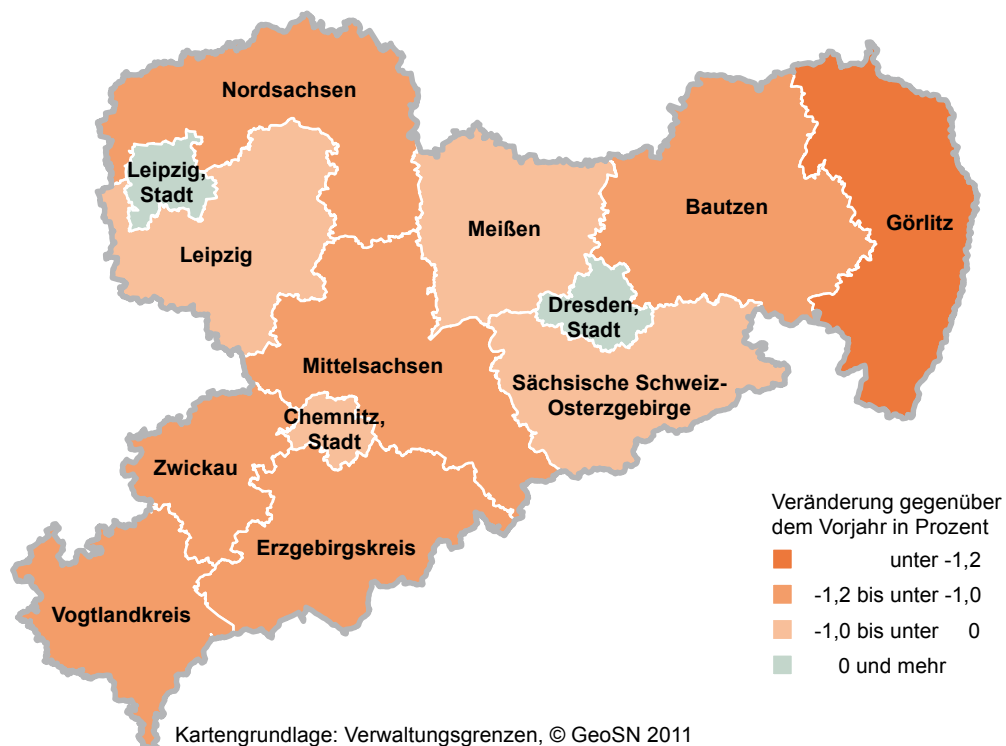 Nordsachsen
Leipzig,
Stadt
Leipzig
Meißen
Bautzen
Görlitz
Dresden,
Stadt
Mittelsachsen
Sächsische Schweiz-
Osterzgebirge
Chemnitz,
Stadt
Zwickau
Erzgebirgskreis
Vogtlandkreis
Veränderung gegenüber
dem Vorjahr in Prozent
unter -1,2
-1,2 bis unter -1,0
-1,0 bis unter 0
0 und mehr
Kartengrundlage: Verwaltungsgrenzen, © GeoSN 2011